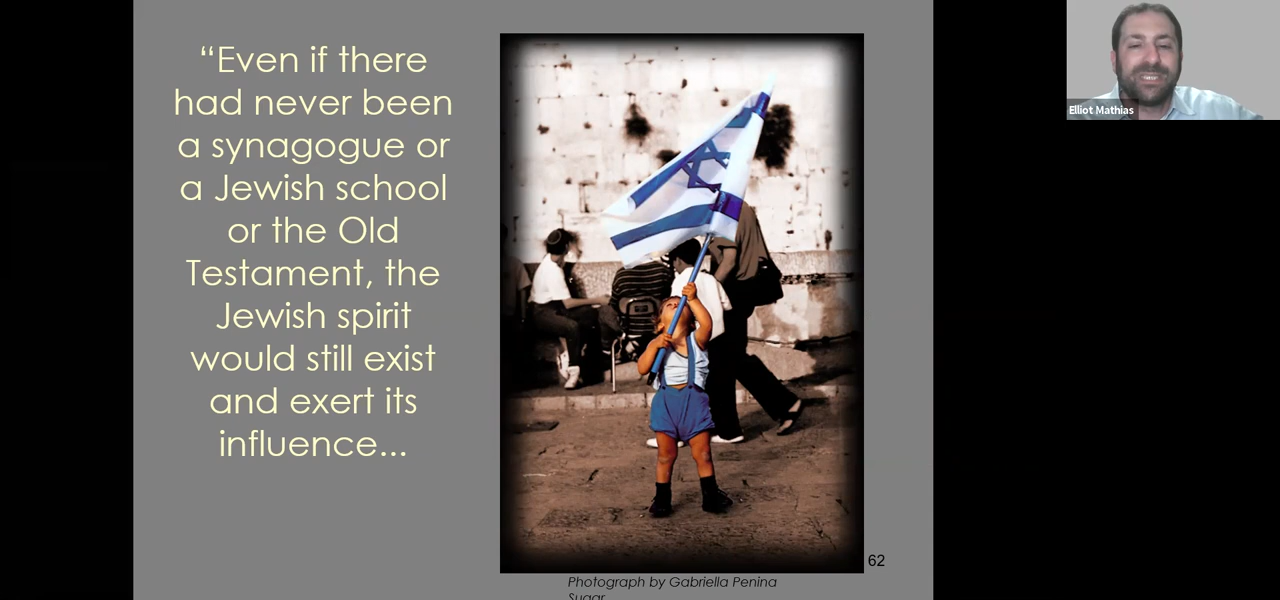 “Even if there
had never been
a synagogue or
a Jewish school
or the Old
Testament, the
Jewish spirit
would still exist
and exert its
influence...
62
Photograph by Gabriella Penina
Sugar
Elliot Mathias